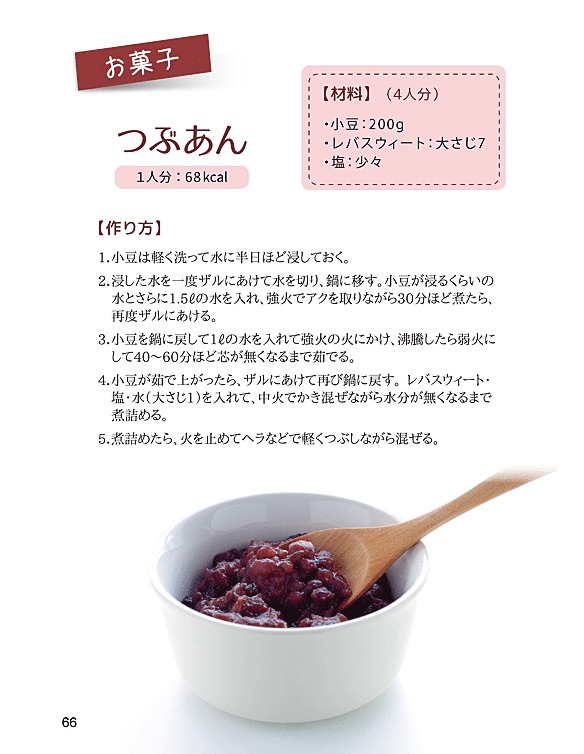 お菓子
つぶあん
1人分：68kcal
【材料】（4人分）
・小豆：200g
・レバスウィート：大さじ7
・塩：少々
【作り方】
1.小豆は軽く洗って水に半日ほど浸しておく。
2.浸した水を一度ザルにあけて水を切り、鍋に移す。小豆が浸るくらいの
水とさらに1.5ℓの水を入れ、強火でアクを取りながら30分ほど煮たら、
再度ザルにあける。
3.小豆を鍋に戻して1ℓの水を入れて強火の火にかけ、沸騰したら弱火に
して40〜60分ほど芯が無くなるまで茹でる。
4.小豆が茹で上がったら、ザルにあけて再び鍋に戻す。レバスウィート・
塩・水（大さじ1）を入れて、中火でかき混ぜながら水分が無くなるまで
煮詰める。
5.煮詰めたら、火を止めてヘラなどで軽くつぶしながら混ぜる。
66